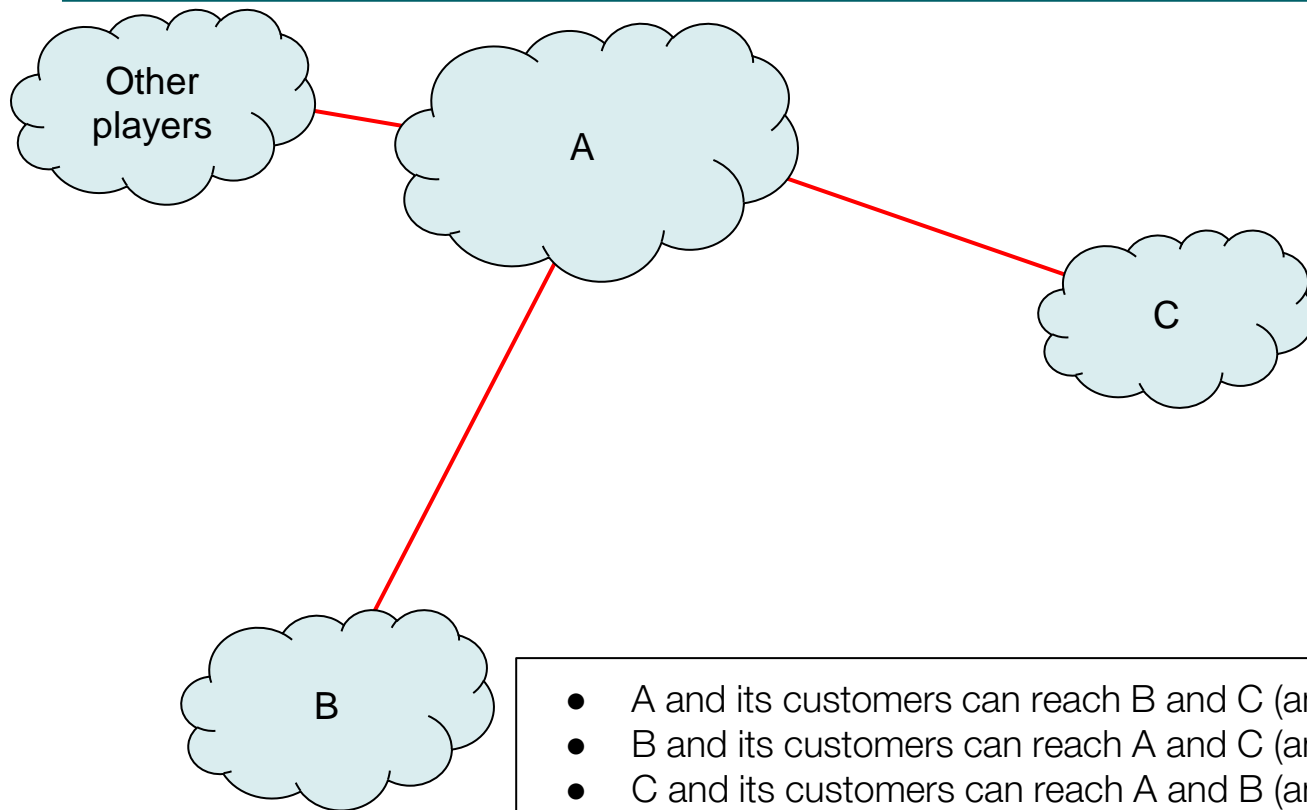 Other
players
A
C
B
● A and its customers can reach B and C (
● B and its customers can reach A and C (
● C and its customers can reach A and B (